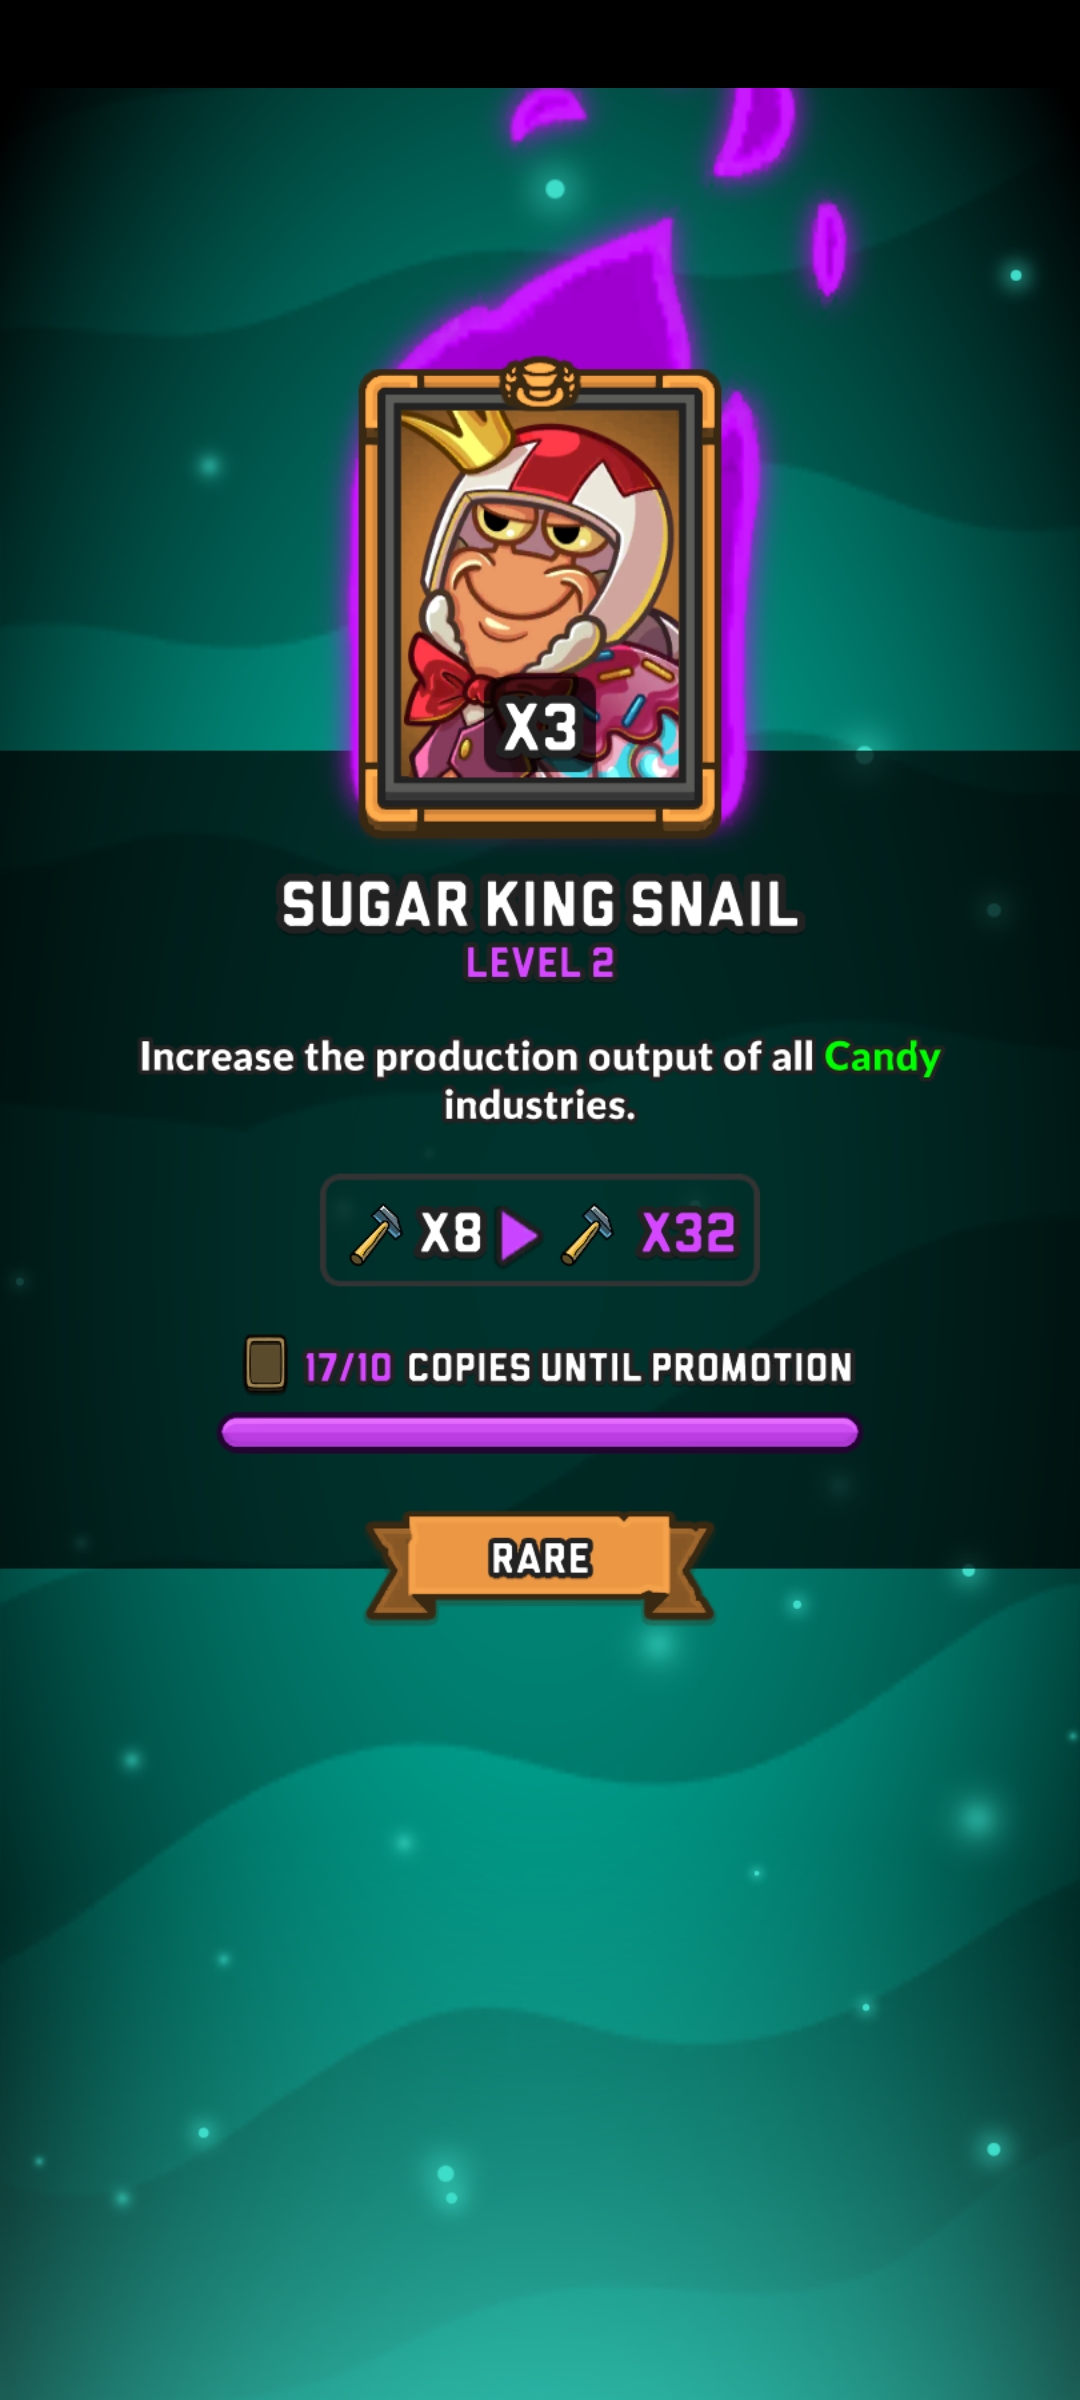 X3
SUGAR KING SNAIL
LEVEL 2
Increase the production output of all Candy
industries.
X8 X32
17/10 COPIES UNTIL PROMOTION
RARE